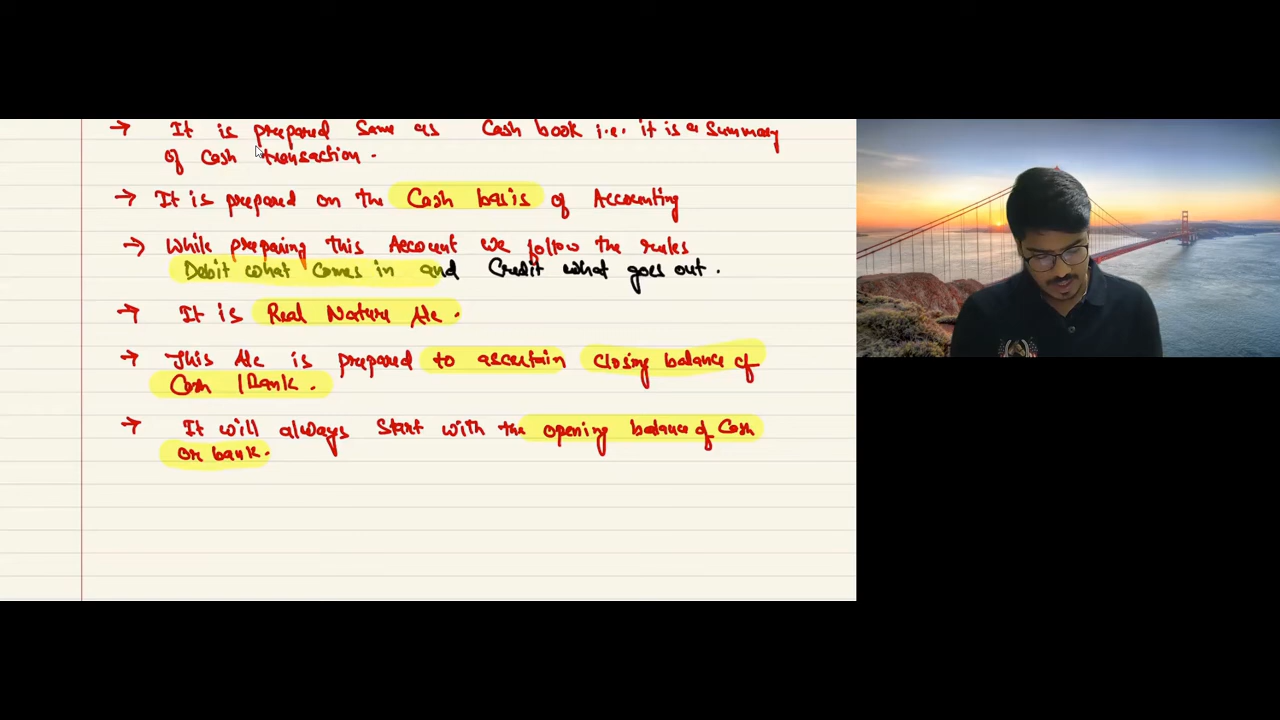 → It is prepared same as Cash book i.e. it is a summary
of Cash transaction.
→ It is prepared on the Cash basis of Accounting
→ While preparing this Account we follow the rules
Debit what comes in and Credit what goes out.
→ It is Real Nature A/c.
→ This A/c is prepared to ascertain closing balance of
Cash / Bank.
→ It will always start with the opening balance of Cash
or bank.